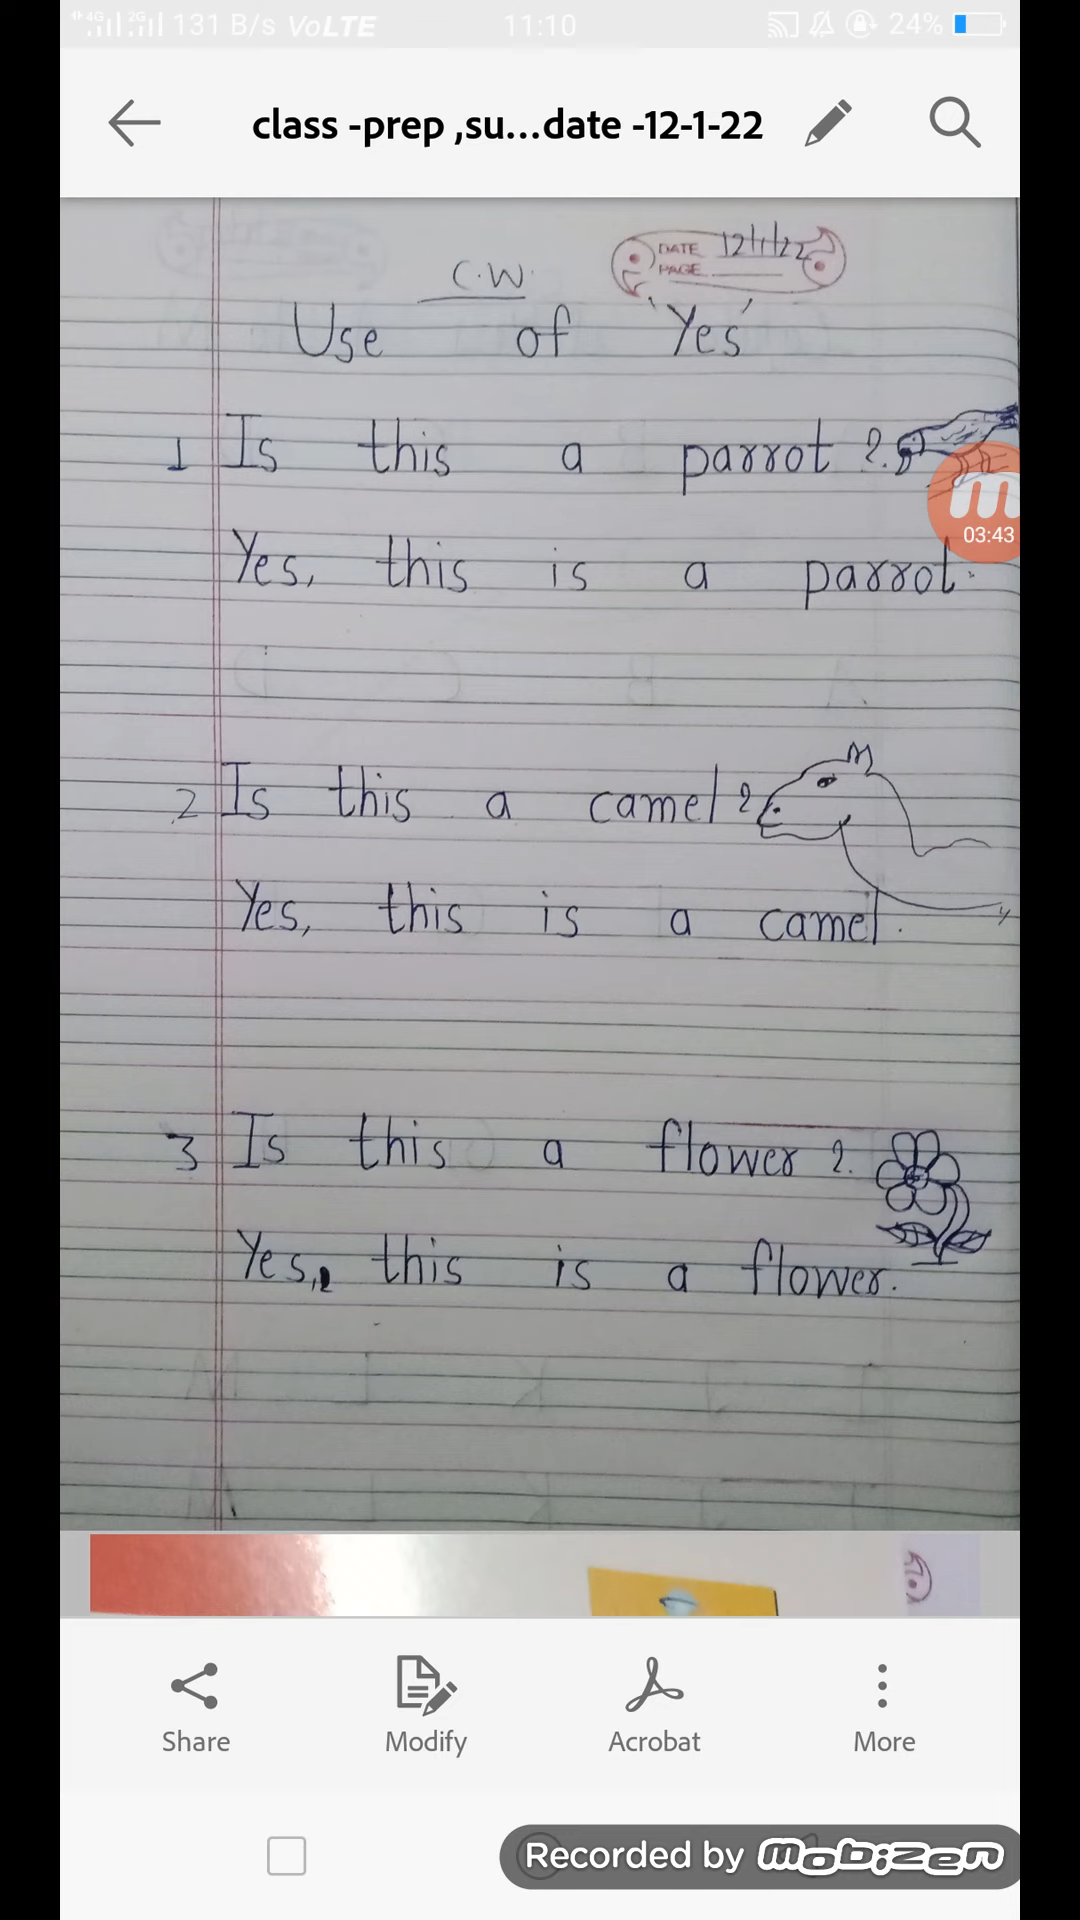 4G 2G 131 B/s VoLTE 11:10 24%
class -prep ,su...date -12-1-22
DATE 12/1/22
PAGE
C.W.
Use of 'Yes'
1 Is this a parrot ?
03:43
Yes, this is a parrot.
2 Is this a camel ?
Yes, this is a camel.
3 Is this a flower ?
Yes, this is a flower.
Share Modify Acrobat More
Recorded by mobizen